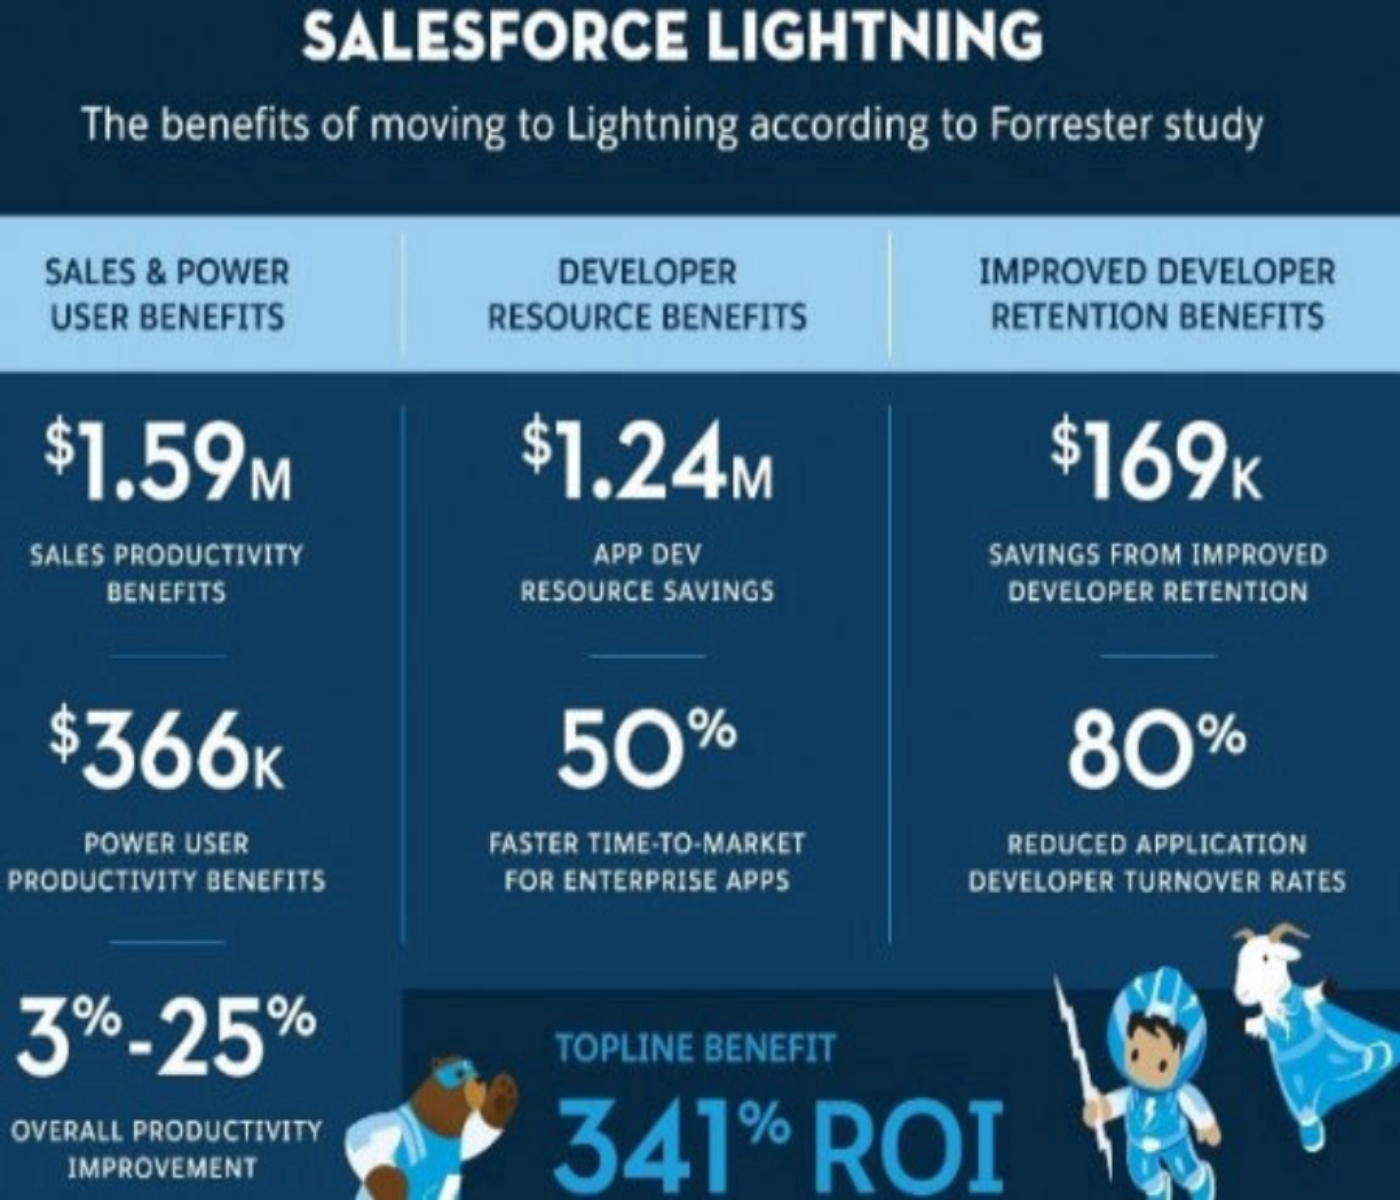 SALESFORCE LIGHTNING
The benefits of moving to Lightning according to Forrester study
SALES & POWER
USER BENEFITS
DEVELOPER
RESOURCE BENEFITS
IMPROVED DEVELOPER
RETENTION BENEFITS
$1.59M
SALES PRODUCTIVITY
BENEFITS
$366K
POWER USER
PRODUCTIVITY BENEFITS
3%-25%
OVERALL PRODUCTIVITY
IMPROVEMENT
$1.24M
APP DEV
RESOURCE SAVINGS
50%
FASTER TIME-TO-MARKET
FOR ENTERPRISE APPS
$169K
SAVINGS FROM IMPROVED
DEVELOPER RETENTION
80%
REDUCED APPLICATION
DEVELOPER TURNOVER RATES
TOPLINE BENEFIT
341% ROI